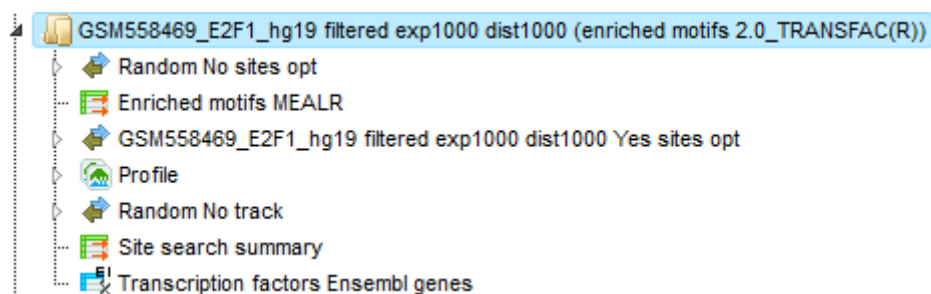 GSM558469_E2F1_hg19 filtered exp1000 dist1000 (enriched motifs 2.0_TRANSFAC(R))
Random No sites opt
Enriched motifs MEALR
GSM558469_E2F1_hg19 filtered exp1000 dist1000 Yes sites opt
Profile
Random No track
Site search summary
Transcription factors Ensembl genes